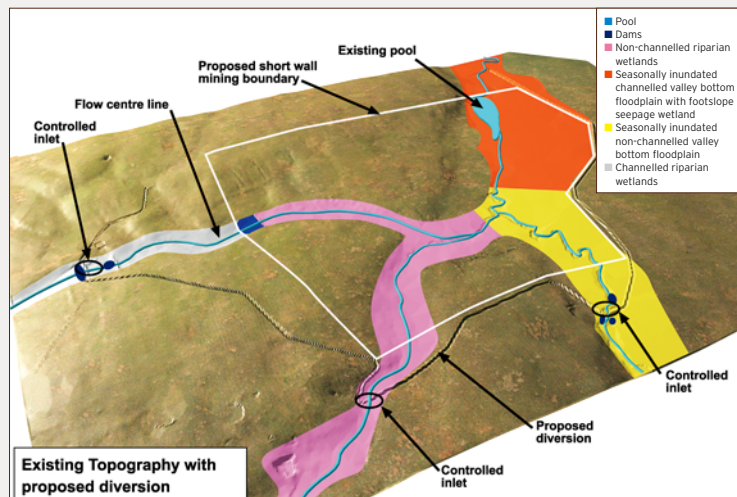 Existing pool
Proposed short wall
mining boundary
Flow centre line
Controlled
inlet
Pool
Dams
Non-channelled riparian
wetlands
Seasonally inundated
channelled valley bottom
floodplain with footslope
seepage wetland
Seasonally inundated
non-channelled valley
bottom floodplain
Channelled riparian
wetlands
Controlled
inlet
Proposed
diversion
Controlled
inlet
Existing Topography with
proposed diversion